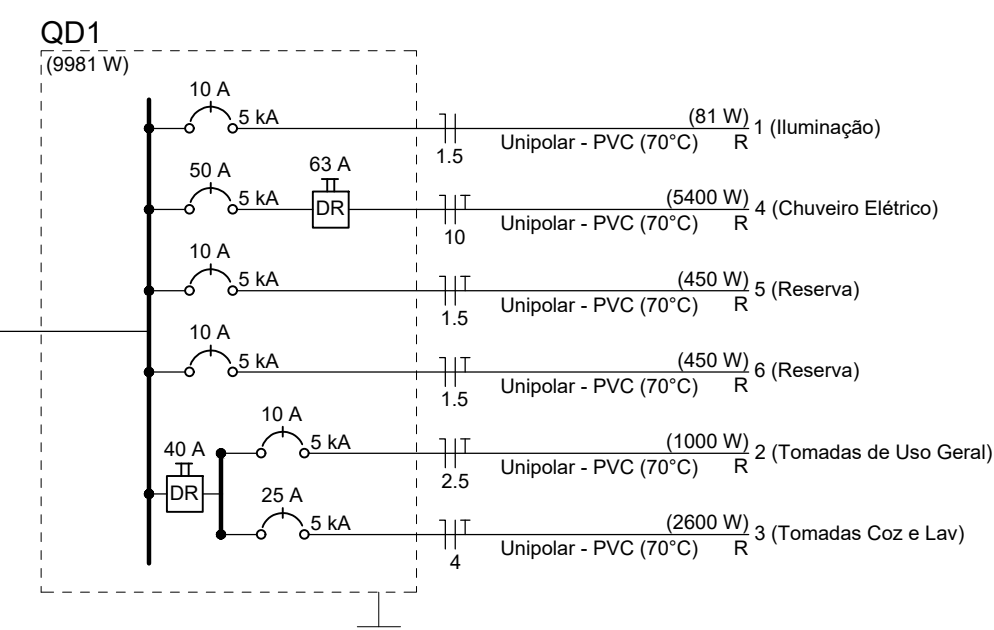 QD1
(9981 W)
10 A
5 kA
1.5
(81 W)
Unipolar - PVC (70°C)
R
1 (Iluminação)
50 A
5 kA
63 A
DR
10
(5400 W)
Unipolar - PVC (70°C)
R
4 (Chuveiro Elétrico)
10 A
5 kA
1.5
(450 W)
Unipolar - PVC (70°C)
R
5 (Reserva)
10 A
5 kA
1.5
(450 W)
Unipolar - PVC (70°C)
R
6 (Reserva)
40 A
DR
10 A
5 kA
2.5
(1000 W)
Unipolar - PVC (70°C)
R
2 (Tomadas de Uso Geral)
25 A
5 kA
4
(2600 W)
Unipolar - PVC (70°C)
R
3 (Tomadas Coz e Lav)